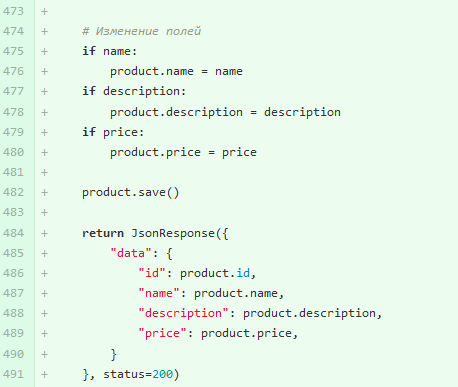 473 +
474 +     # Изменение полей
475 +     if name:
476 +         product.name = name
477 +     if description:
478 +         product.description = description
479 +     if price:
480 +         product.price = price
481 +
482 +     product.save()
483 +
484 +     return JsonResponse({
485 +         "data": {
486 +             "id": product.id,
487 +             "name": product.name,
488 +             "description": product.description,
489 +             "price": product.price,
490 +         }
491 +     }, status=200)